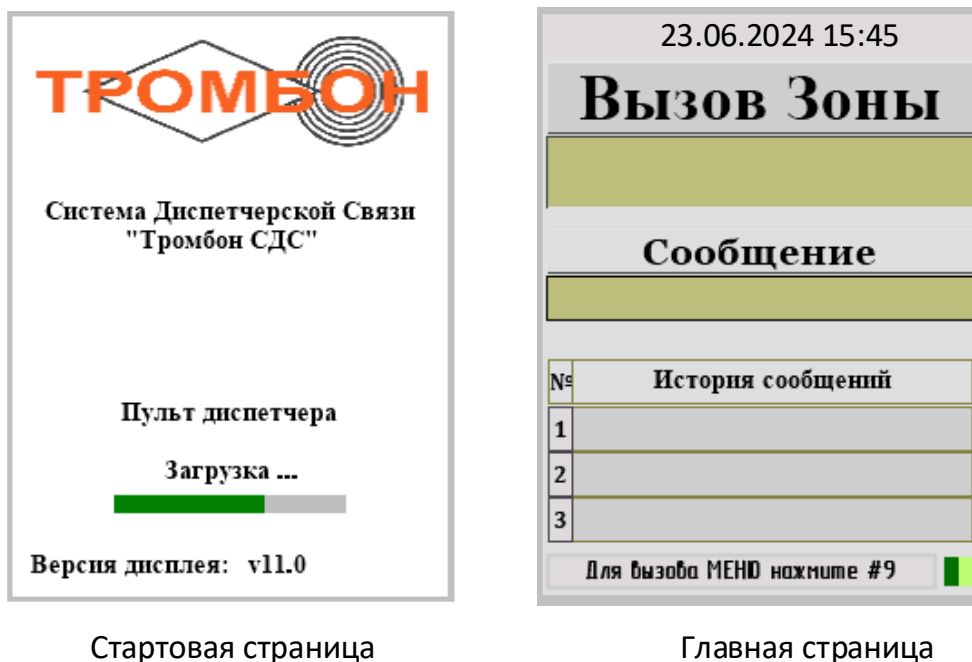 ТРОМБОН
Система Диспетчерской Связи
"Тромбон СДС"
Пульт диспетчера
Загрузка ...
Версия дисплея: v11.0
Стартовая страница
23.06.2024 15:45
Вызов Зоны
Сообщение
№ История сообщений
1
2
3
Для вызова МЕНЮ нажмите #9
Главная страница